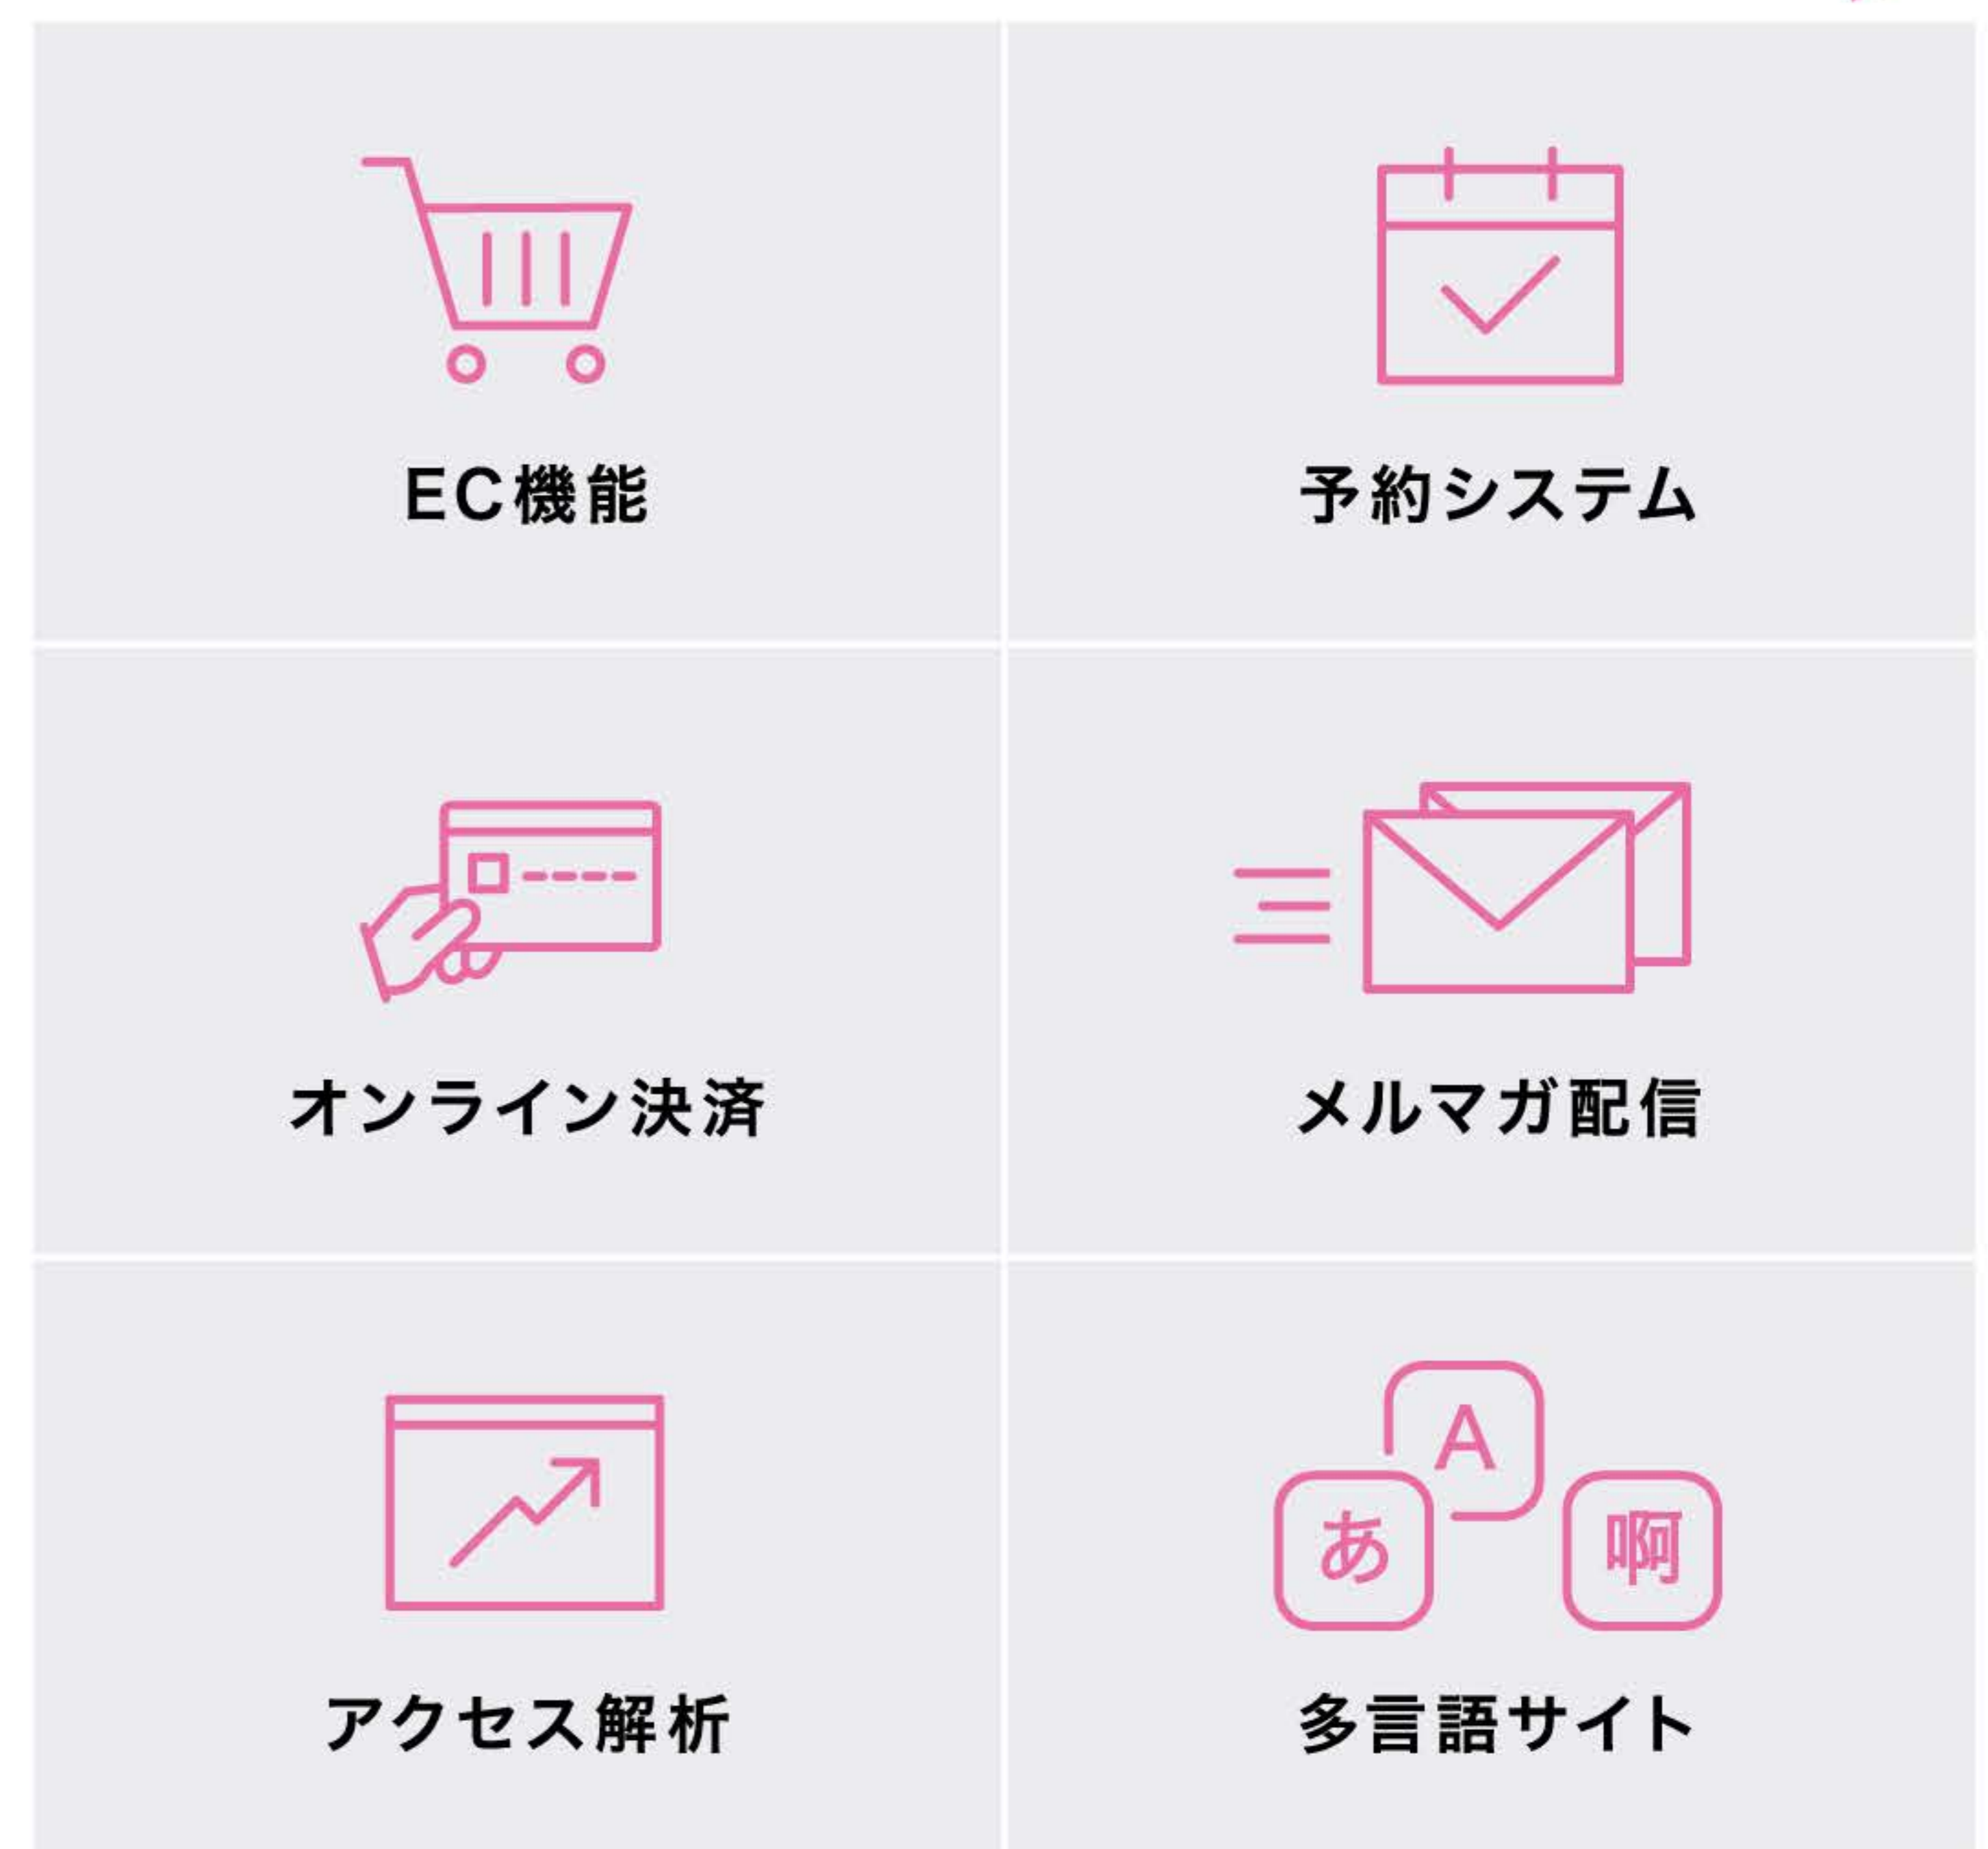 EC機能
予約システム
オンライン決済
メルマガ配信
アクセス解析
A
あ
啊
多言語サイト